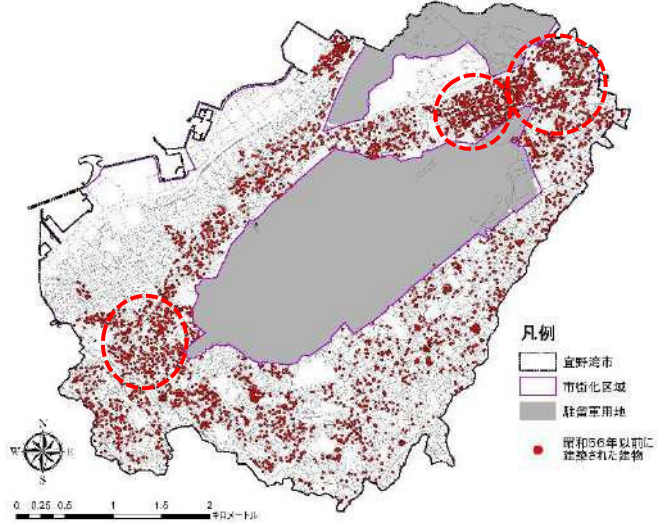 凡例
宜野湾市
市街化区域
駐留軍用地
昭和56年以前に
建築された建物
N
W E
S
0 0.25 0.5 1 1.5 2
キロメートル